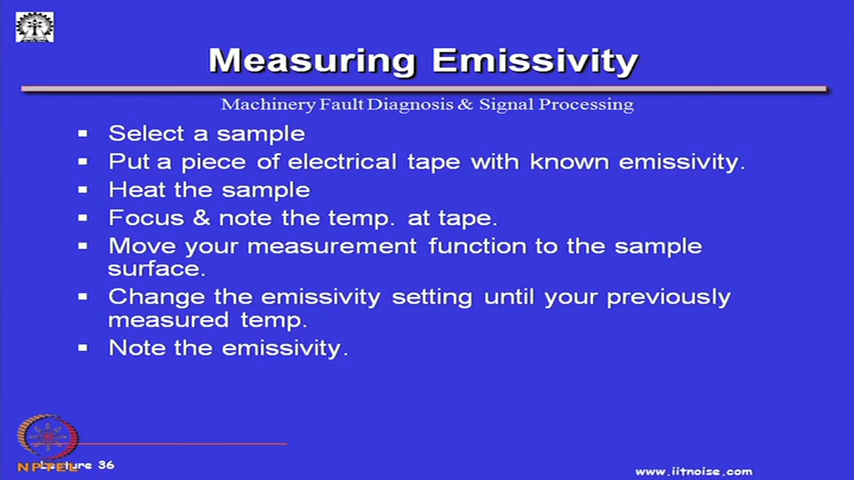 Measuring Emissivity
Machinery Fault Diagnosis & Signal Processing
▪ Select a sample
▪ Put a piece of electrical tape with known emissivity.
▪ Heat the sample
▪ Focus & note the temp. at tape.
▪ Move your measurement function to the sample
surface.
▪ Change the emissivity setting until your previously
measured temp.
▪ Note the emissivity.
NPTEL
Lecture 36
www.iitnoise.com